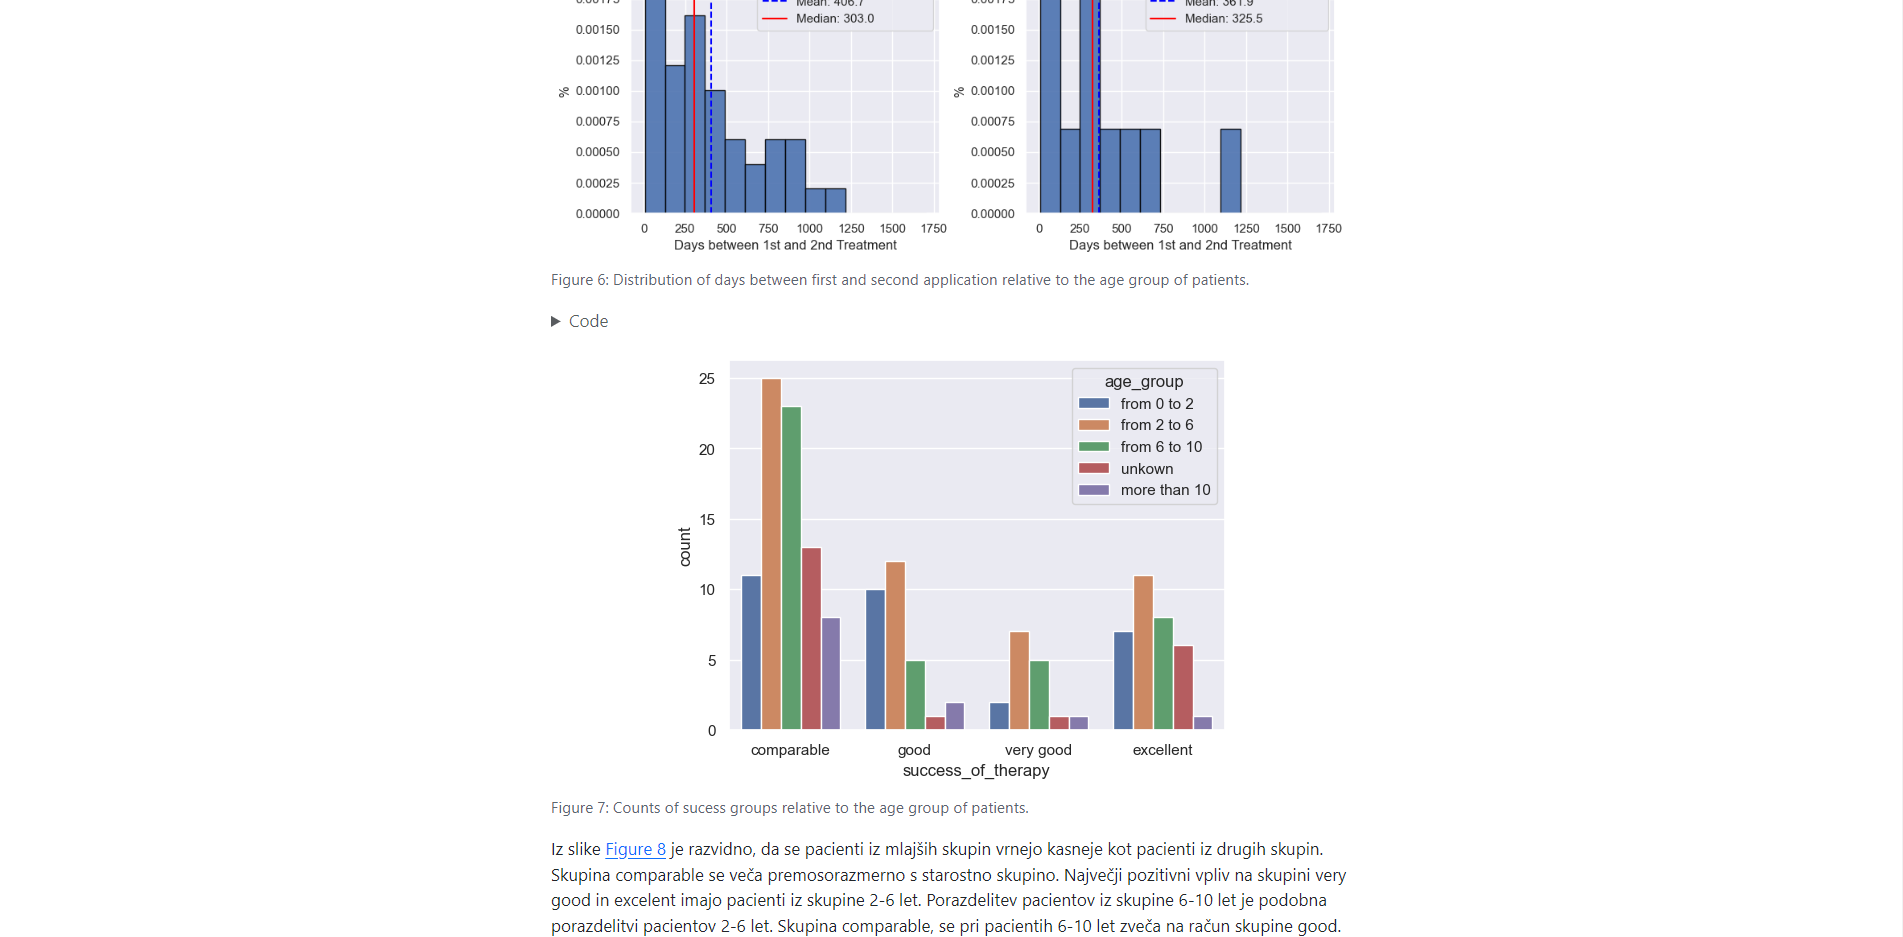 0.00175
Mean: 406.7
Median: 303.0
0.00150
0.00125
0.00100
0.00075
0.00050
0.00025
0.00000
%
0 250 500 750 1000 1250 1500 1750
Days between 1st and 2nd Treatment
0.00175
Mean: 361.9
Median: 325.5
0.00150
0.00125
0.00100
0.00075
0.00050
0.00025
0.00000
%
0 250 500 750 1000 1250 1500 1750
Days between 1st and 2nd Treatment
Figure 6: Distribution of days between first and second application relative to the age group of patients.
Code
25
20
15
10
5
0
count
age_group
from 0 to 2
from 2 to 6
from 6 to 10
unkown
more than 10
comparable good very good excellent
success_of_therapy
Figure 7: Counts of sucess groups relative to the age group of patients.
Iz slike Figure 8 je razvidno, da se pacienti iz mlajših skupin vrnejo kasneje kot pacienti iz drugih skupin.
Skupina comparable se veča premosorazmerno s starostno skupino. Največji pozitivni vpliv na skupini very
good in excelent imajo pacienti iz skupine 2-6 let. Porazdelitev pacientov iz skupine 6-10 let je podobna
porazdelitvi pacientov 2-6 let. Skupina comparable, se pri pacientih 6-10 let zveča na račun skupine good.